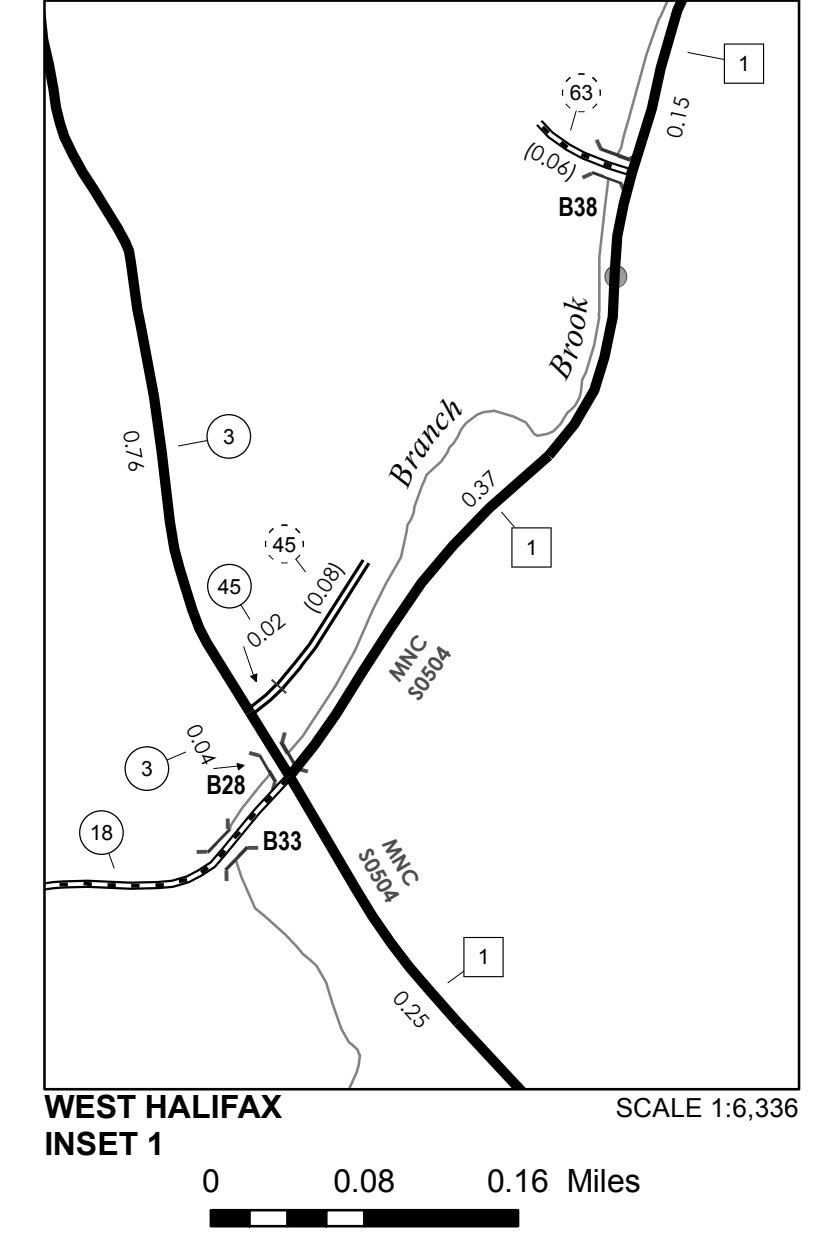 1
63
0.15
(0.06)
B38
Brook
Branch
0.76
3
0.37
45
1
45
(0.08)
0.02
MNC
S0504
0.04
3
B28
18
B33
MNC
S0504
1
0.25
WEST HALIFAX
INSET 1
SCALE 1:6,336
0 0.08 0.16 Miles